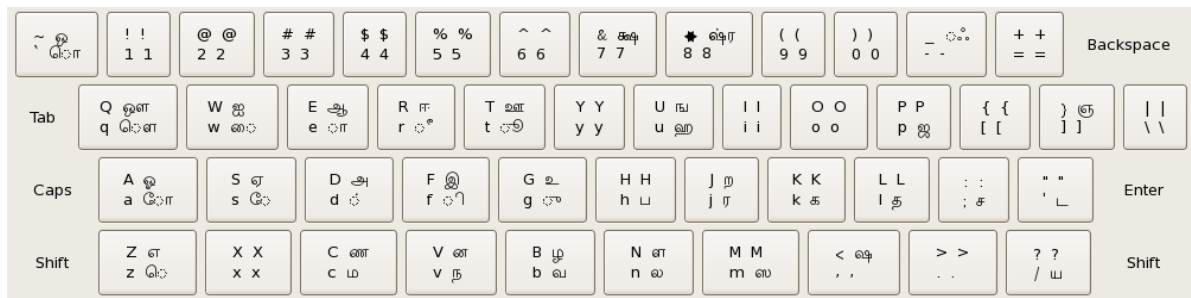 ~ ஒ ! ! @ @ # # $ $ % % ^ ^ & க்ஷ * ஷ்ர ( ( ) ) _ ஃ + +
` ொ 1 1 2 2 3 3 4 4 5 5 6 6 7 7 8 8 9 9 0 0 - - = = Backspace
Tab
Q ஔ W ஐ E ஆ R ஈ T ஊ Y Y U ங I I O O P P { { } ஞ | |
q ௌ w ை e ா r ீ t ூ y y u ஹ i i o o p ஜ [ [ ] ] \ \
Caps
A ஓ S ஏ D அ F இ G உ H H J ற K K L L : : " "
a ோ s ே d ் f ி g ு h ப j ர k க l த ; ச ' ட
Enter
Shift
Z எ X X C ண V ன B ழ N ள M M < ஷ > > ? ?
z ெ x x c ம v ந b வ n ல m ஸ , , . . / ய
Shift